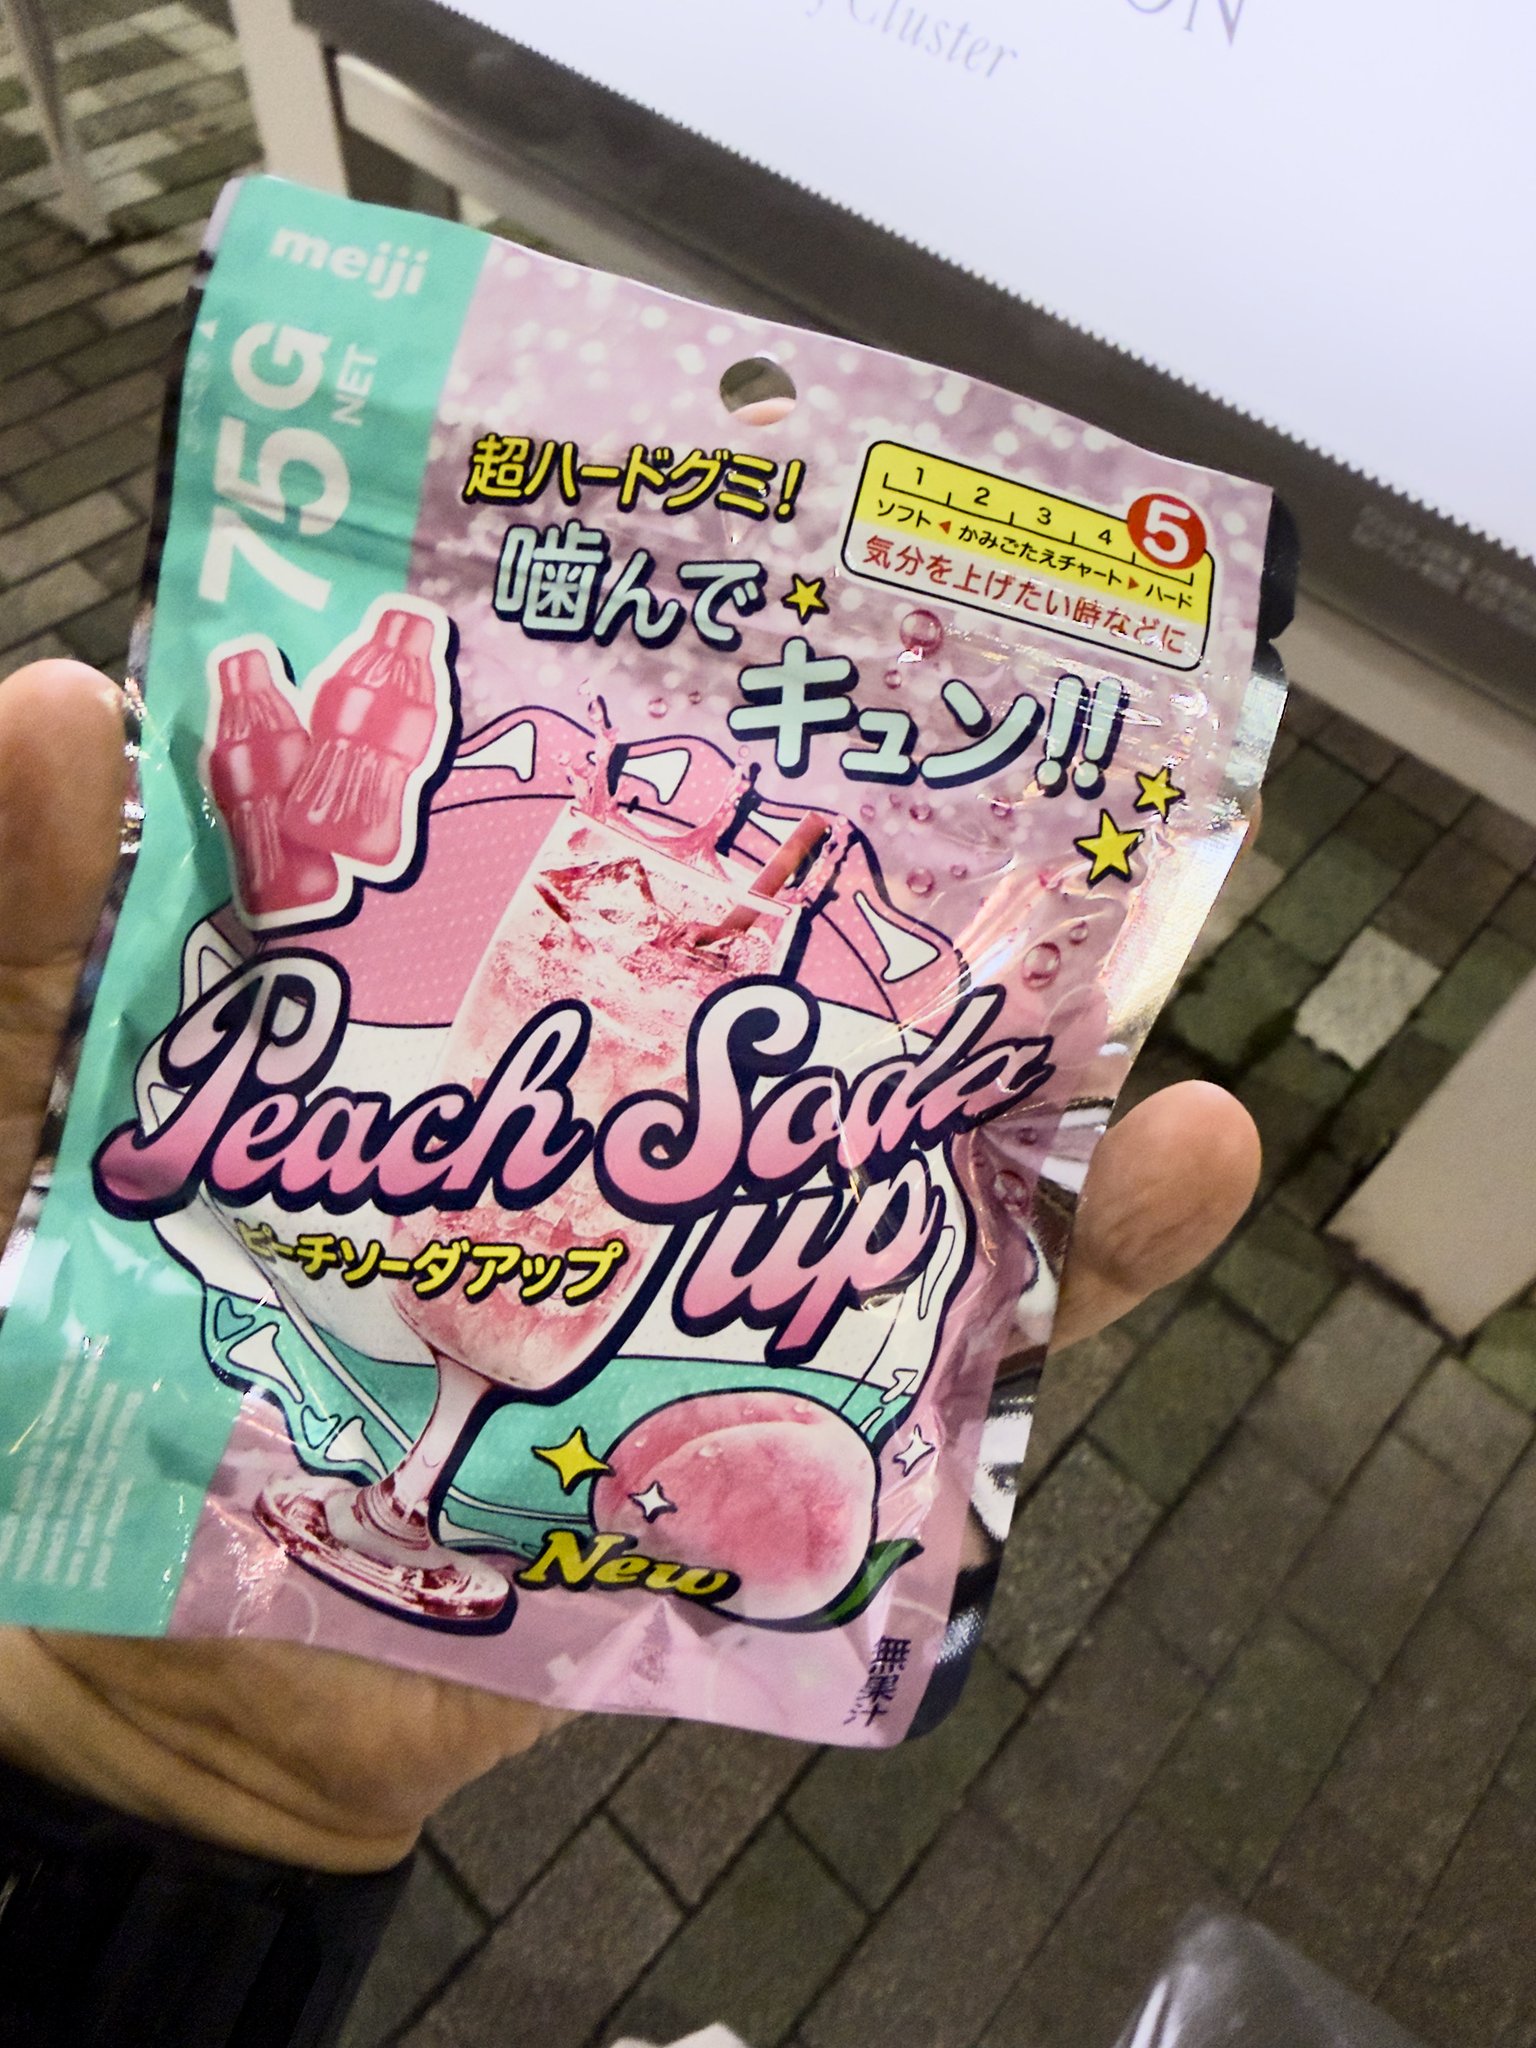 Cluster
meiji
75G
NET
超ハードグミ!
噛んで
キュン!!
1 2 3 4 5
ソフト◀かみごたえチャート▶ハード
気分を上げたい時などに
Peach Soda
up
ピーチソーダアップ
New
無果汁